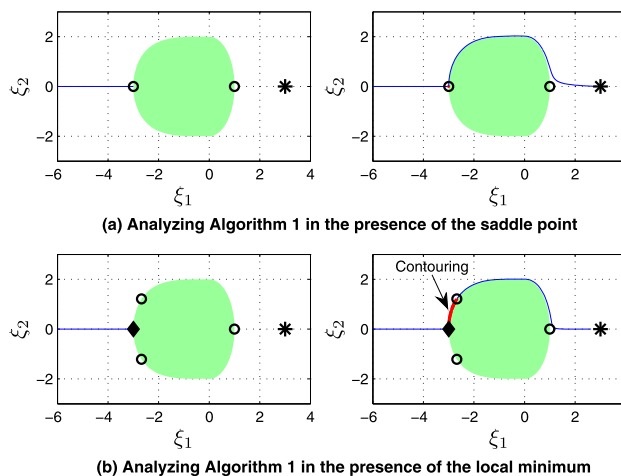 2
0
−2
ξ2
−6 −4 −2 0 2 4
ξ1
2
0
−2
ξ2
−6 −4 −2 0 2
ξ1
(a) Analyzing Algorithm 1 in the presence of the saddle point
2
0
−2
ξ2
−6 −4 −2 0 2 4
ξ1
Contouring
2
0
−2
ξ2
−6 −4 −2 0 2
ξ1
(b) Analyzing Algorithm 1 in the presence of the local minimum